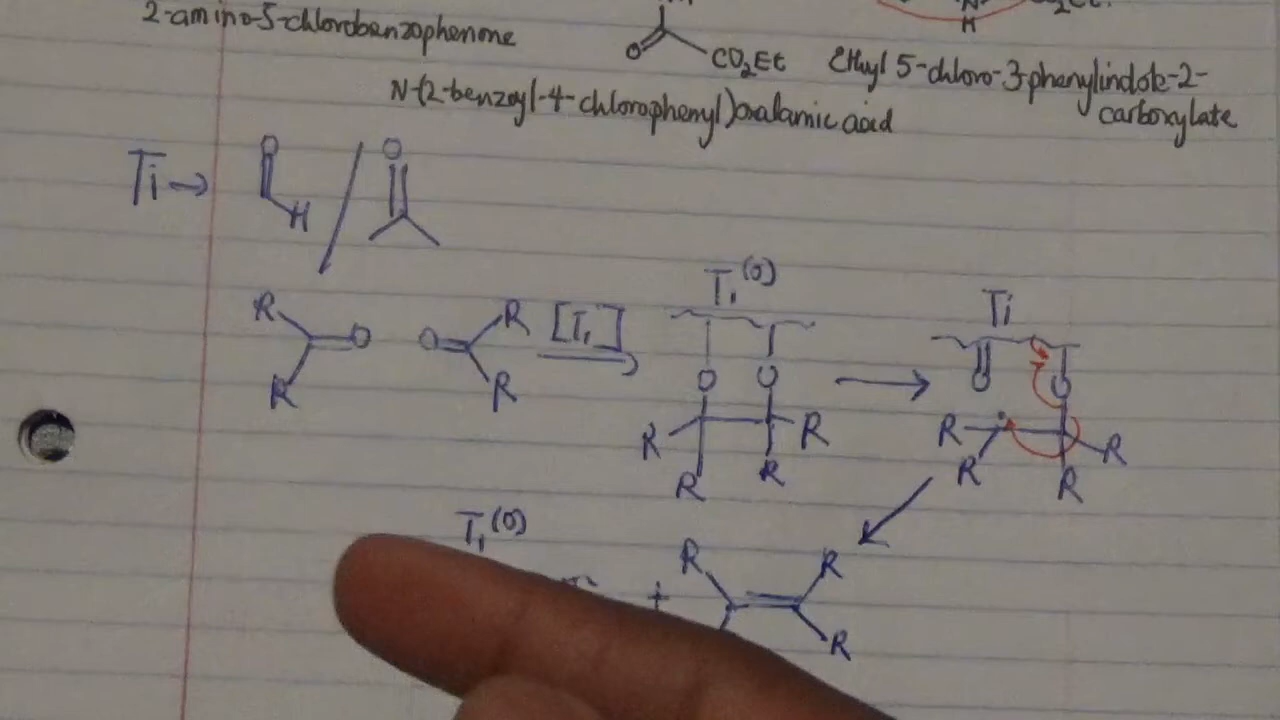 2-amino-5-chlorobenzophenone
N
H
O
CO2Et
Ethyl 5-chloro-3-phenylindole-2-
carboxylate
N-(2-benzoyl-4-chlorophenyl)oxalamic acid
Ti → O H / O
R O O R [Ti] Ti(0) Ti
R R O O O O
R R R R R R R R
Ti(0) + R R
R